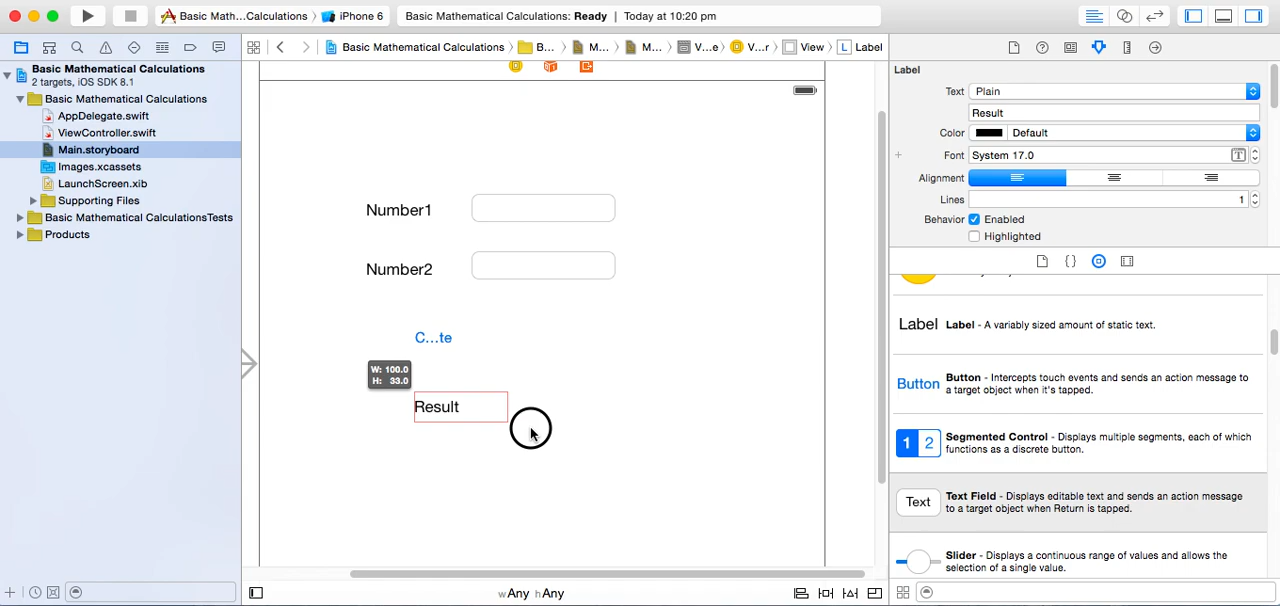 Basic Math...Calculations
iPhone 6
Basic Mathematical Calculations: Ready | Today at 10:20 pm
Basic Mathematical Calculations
B...
M...
M...
V...e
V...r
View
L Label
Basic Mathematical Calculations
2 targets, iOS SDK 8.1
Basic Mathematical Calculations
AppDelegate.swift
ViewController.swift
Main.storyboard
Images.xcassets
LaunchScreen.xib
Supporting Files
Basic Mathematical CalculationsTests
Products
Number1
Number2
C...te
W: 100.0
H: 33.0
Result
wAny hAny
Label
Text Plain
Result
Color Default
Font System 17.0
Alignment
Lines 1
Behavior Enabled
Highlighted
Label Label - A variably sized amount of static text.
Button Button - Intercepts touch events and sends an action message to
a target object when it's tapped.
1 2 Segmented Control - Displays multiple segments, each of which
functions as a discrete button.
Text Text Field - Displays editable text and sends an action message
to a target object when Return is tapped.
Slider - Displays a continuous range of values and allows the
selection of a single value.